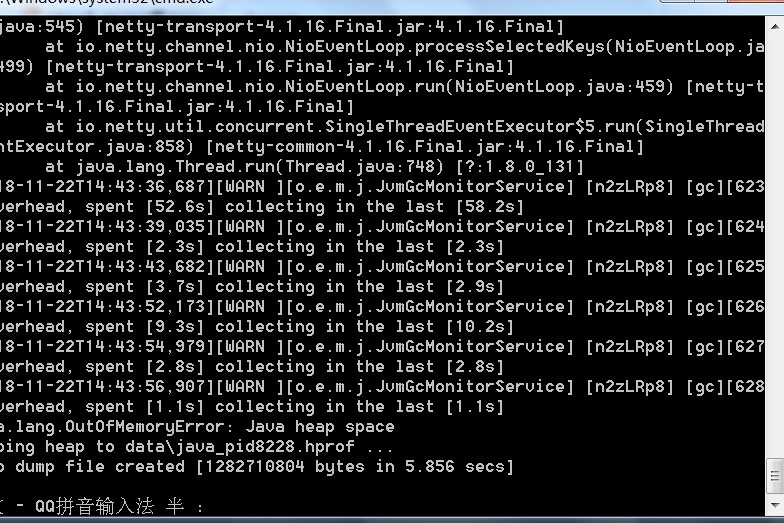 :\Windows\system32\cmd.exe
java:545) [netty-transport-4.1.16.Final.jar:4.1.16.Final]
at io.netty.channel.nio.NioEventLoop.processSelectedKeys(NioEventLoop.ja
499) [netty-transport-4.1.16.Final.jar:4.1.16.Final]
at io.netty.channel.nio.NioEventLoop.run(NioEventLoop.java:459) [netty-t
sport-4.1.16.Final.jar:4.1.16.Final]
at io.netty.util.concurrent.SingleThreadEventExecutor$5.run(SingleThread
ntExecutor.java:858) [netty-common-4.1.16.Final.jar:4.1.16.Final]
at java.lang.Thread.run(Thread.java:748) [?:1.8.0_131]
18-11-22T14:43:36,687][WARN ][o.e.m.j.JvmGcMonitorService] [n2zLRp8] [gc][623
verhead, spent [52.6s] collecting in the last [58.2s]
18-11-22T14:43:39,035][WARN ][o.e.m.j.JvmGcMonitorService] [n2zLRp8] [gc][624
verhead, spent [2.3s] collecting in the last [2.3s]
18-11-22T14:43:43,682][WARN ][o.e.m.j.JvmGcMonitorService] [n2zLRp8] [gc][625
verhead, spent [3.7s] collecting in the last [2.9s]
18-11-22T14:43:52,173][WARN ][o.e.m.j.JvmGcMonitorService] [n2zLRp8] [gc][626
verhead, spent [9.3s] collecting in the last [10.2s]
18-11-22T14:43:54,979][WARN ][o.e.m.j.JvmGcMonitorService] [n2zLRp8] [gc][627
verhead, spent [2.8s] collecting in the last [2.8s]
18-11-22T14:43:56,907][WARN ][o.e.m.j.JvmGcMonitorService] [n2zLRp8] [gc][628
verhead, spent [1.1s] collecting in the last [1.1s]
a.lang.OutOfMemoryError: Java heap space
ping heap to data\java_pid8228.hprof ...
p dump file created [1282710804 bytes in 5.856 secs]
- QQ拼音输入法 半 :